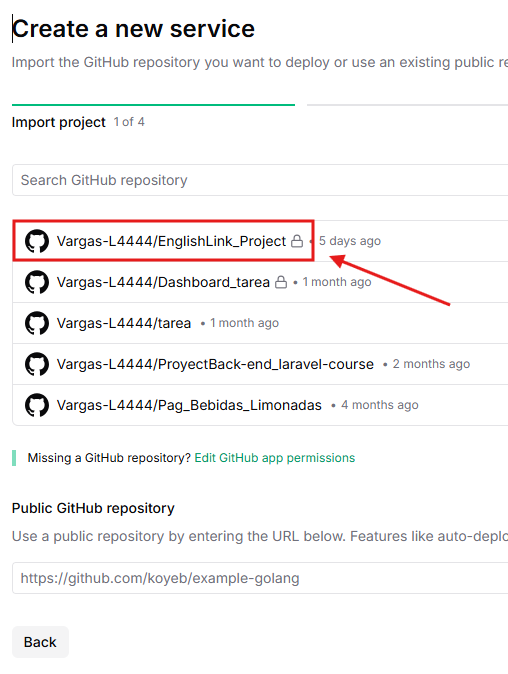 Create a new service
Import the GitHub repository you want to deploy or use an existing public re
Import project 1 of 4
Search GitHub repository
Vargas-L4444/EnglishLink_Project • 5 days ago
Vargas-L4444/Dashboard_tarea • 1 month ago
Vargas-L4444/tarea • 1 month ago
Vargas-L4444/ProyectBack-end_laravel-course • 2 months ago
Vargas-L4444/Pag_Bebidas_Limonadas • 4 months ago
Missing a GitHub repository? Edit GitHub app permissions
Public GitHub repository
Use a public repository by entering the URL below. Features like auto-deplo
https://github.com/koyeb/example-golang
Back